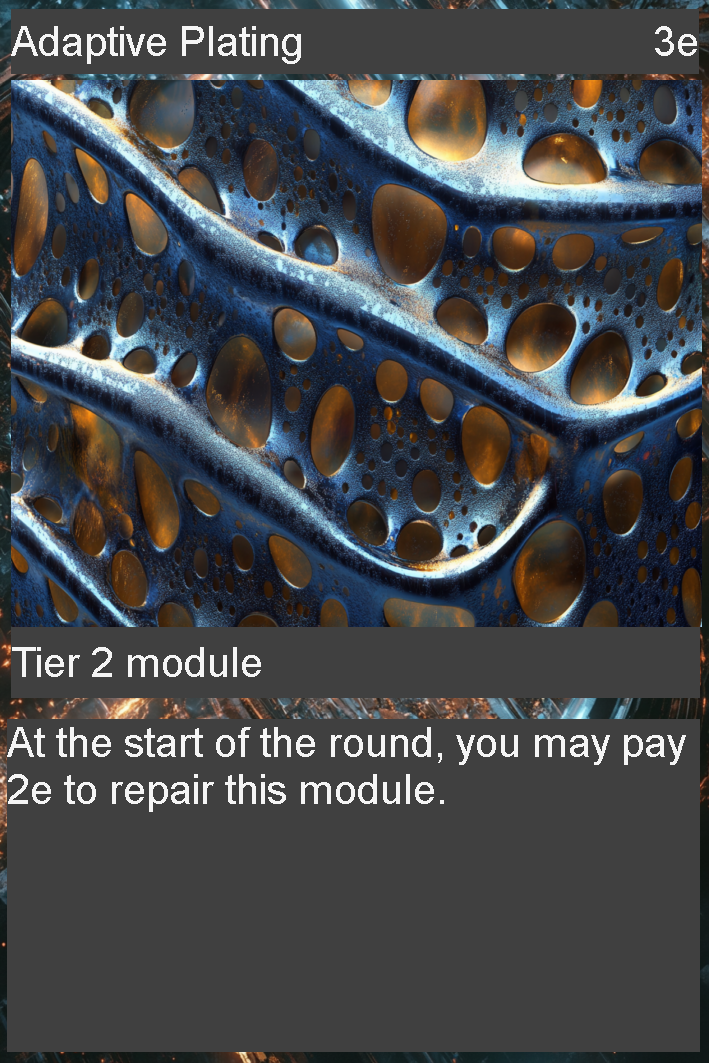 Adaptive Plating 3e
Tier 2 module
At the start of the round, you may pay
2e to repair this module.